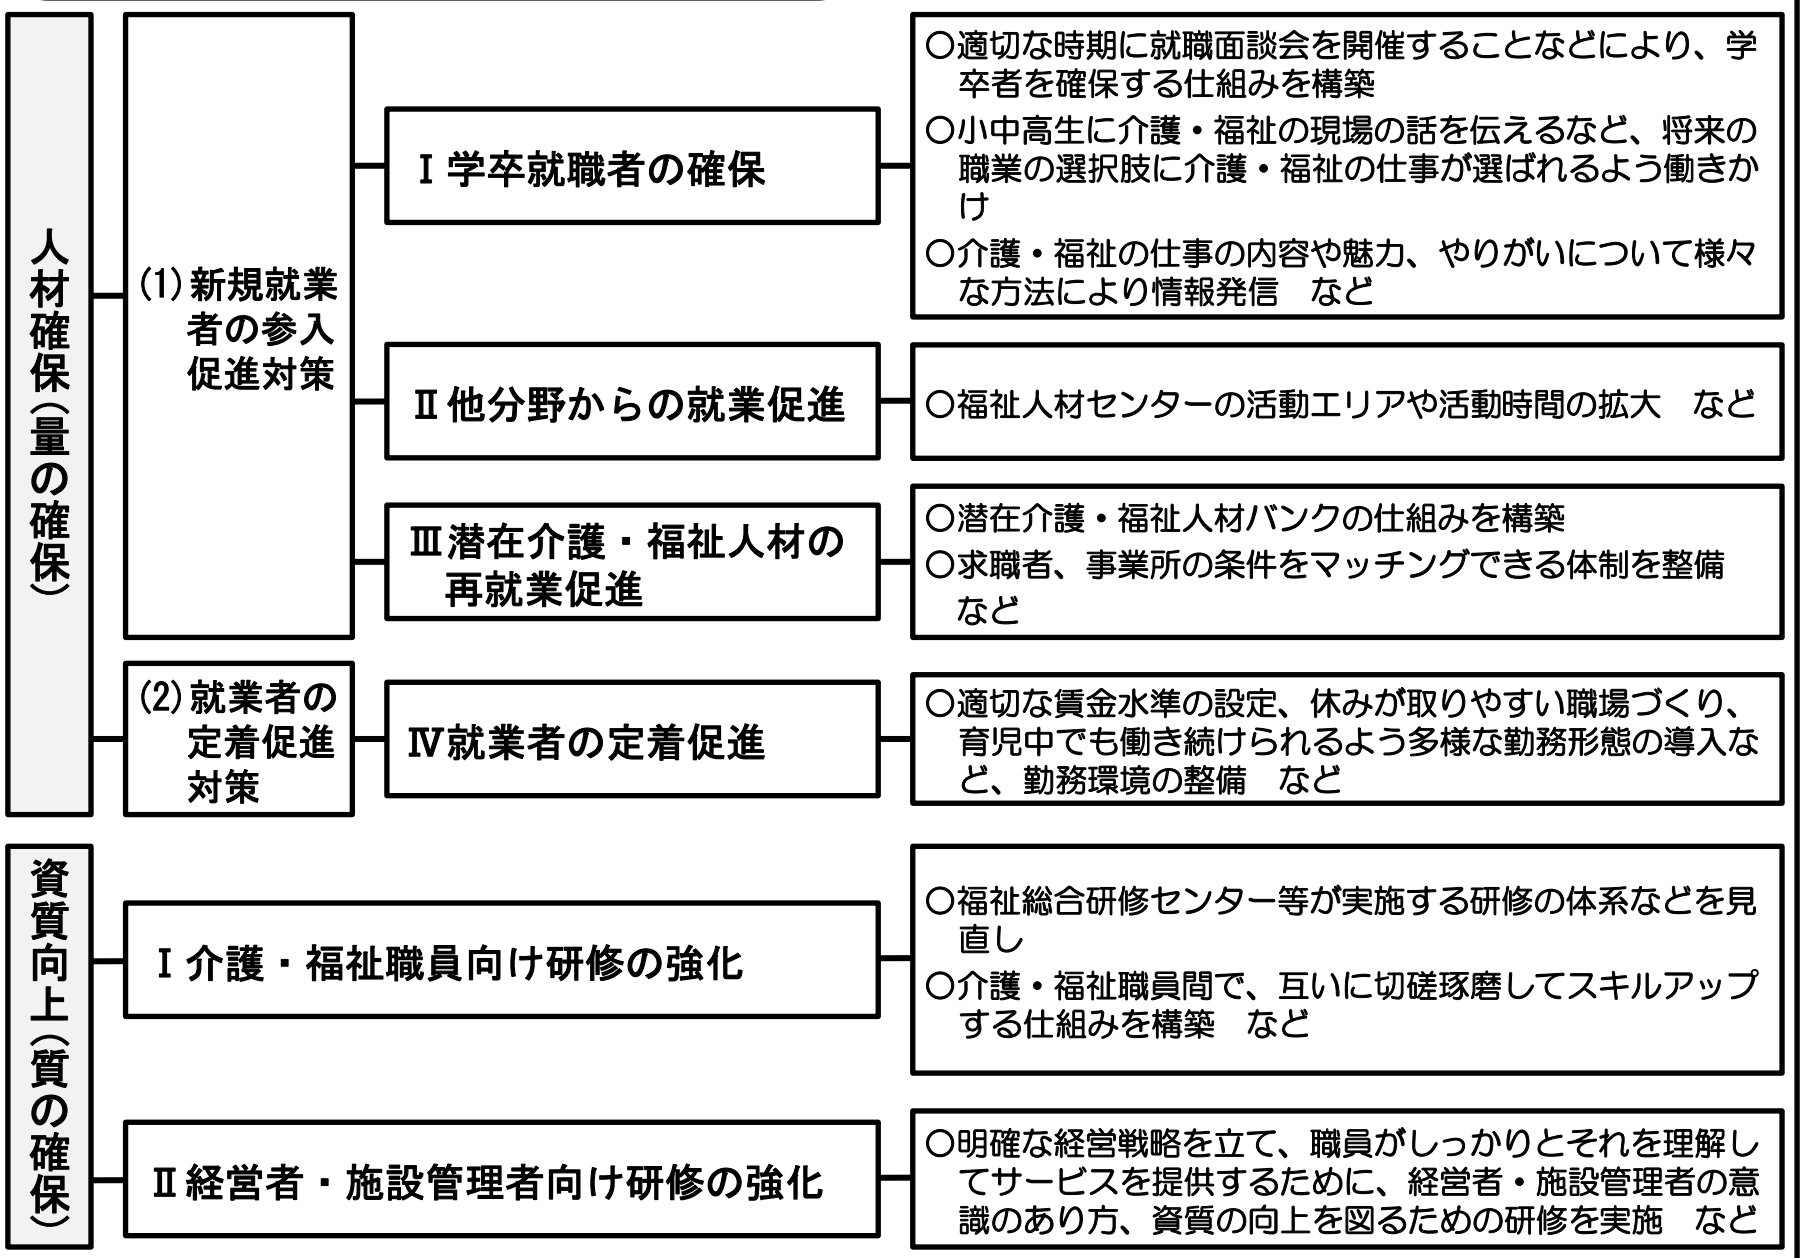 人材確保（量の確保）
(1)新規就業
者の参入
促進対策
Ⅰ学卒就職者の確保
○適切な時期に就職面談会を開催することなどにより、学
卒者を確保する仕組みを構築
○小中高生に介護・福祉の現場の話を伝えるなど、将来の
職業の選択肢に介護・福祉の仕事が選ばれるよう働きか
け
○介護・福祉の仕事の内容や魅力、やりがいについて様々
な方法により情報発信　など
Ⅱ他分野からの就業促進
○福祉人材センターの活動エリアや活動時間の拡大　など
Ⅲ潜在介護・福祉人材の
再就業促進
○潜在介護・福祉人材バンクの仕組みを構築
○求職者、事業所の条件をマッチングできる体制を整備
など
(2)就業者の
定着促進
対策
Ⅳ就業者の定着促進
○適切な賃金水準の設定、休みが取りやすい職場づくり、
育児中でも働き続けられるよう多様な勤務形態の導入な
ど、勤務環境の整備　など
資質向上（質の確保）
Ⅰ介護・福祉職員向け研修の強化
○福祉総合研修センター等が実施する研修の体系などを見
直し
○介護・福祉職員間で、互いに切磋琢磨してスキルアップ
する仕組みを構築　など
Ⅱ経営者・施設管理者向け研修の強化
○明確な経営戦略を立て、職員がしっかりとそれを理解し
てサービスを提供するために、経営者・施設管理者の意
識のあり方、資質の向上を図るための研修を実施　など